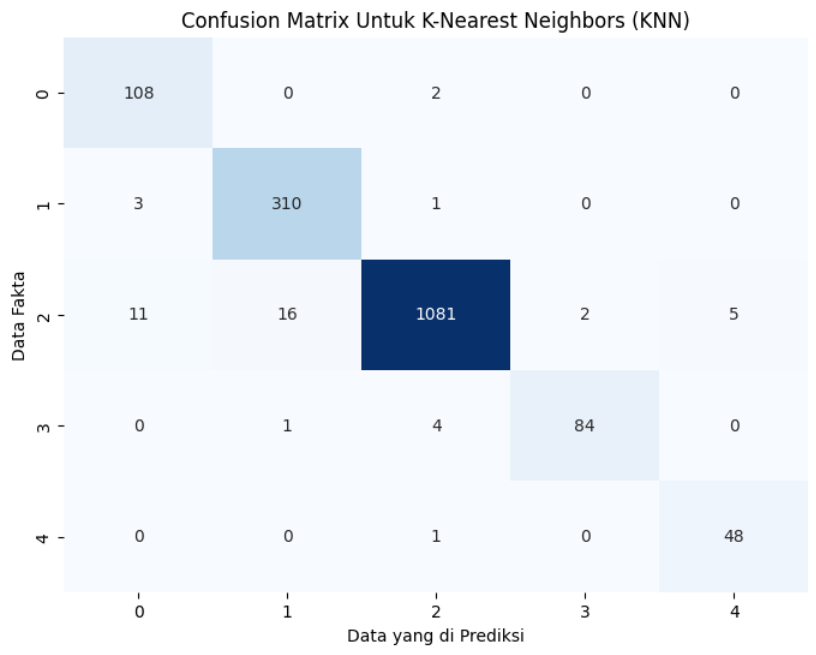 Confusion Matrix Untuk K-Nearest Neighbors (KNN)
0 108 0 2 0 0
1 3 310 1 0 0
2 11 16 1081 2 5
3 0 1 4 84 0
4 0 0 1 0 48
Data Fakta
0 1 2 3 4
Data yang di Prediksi